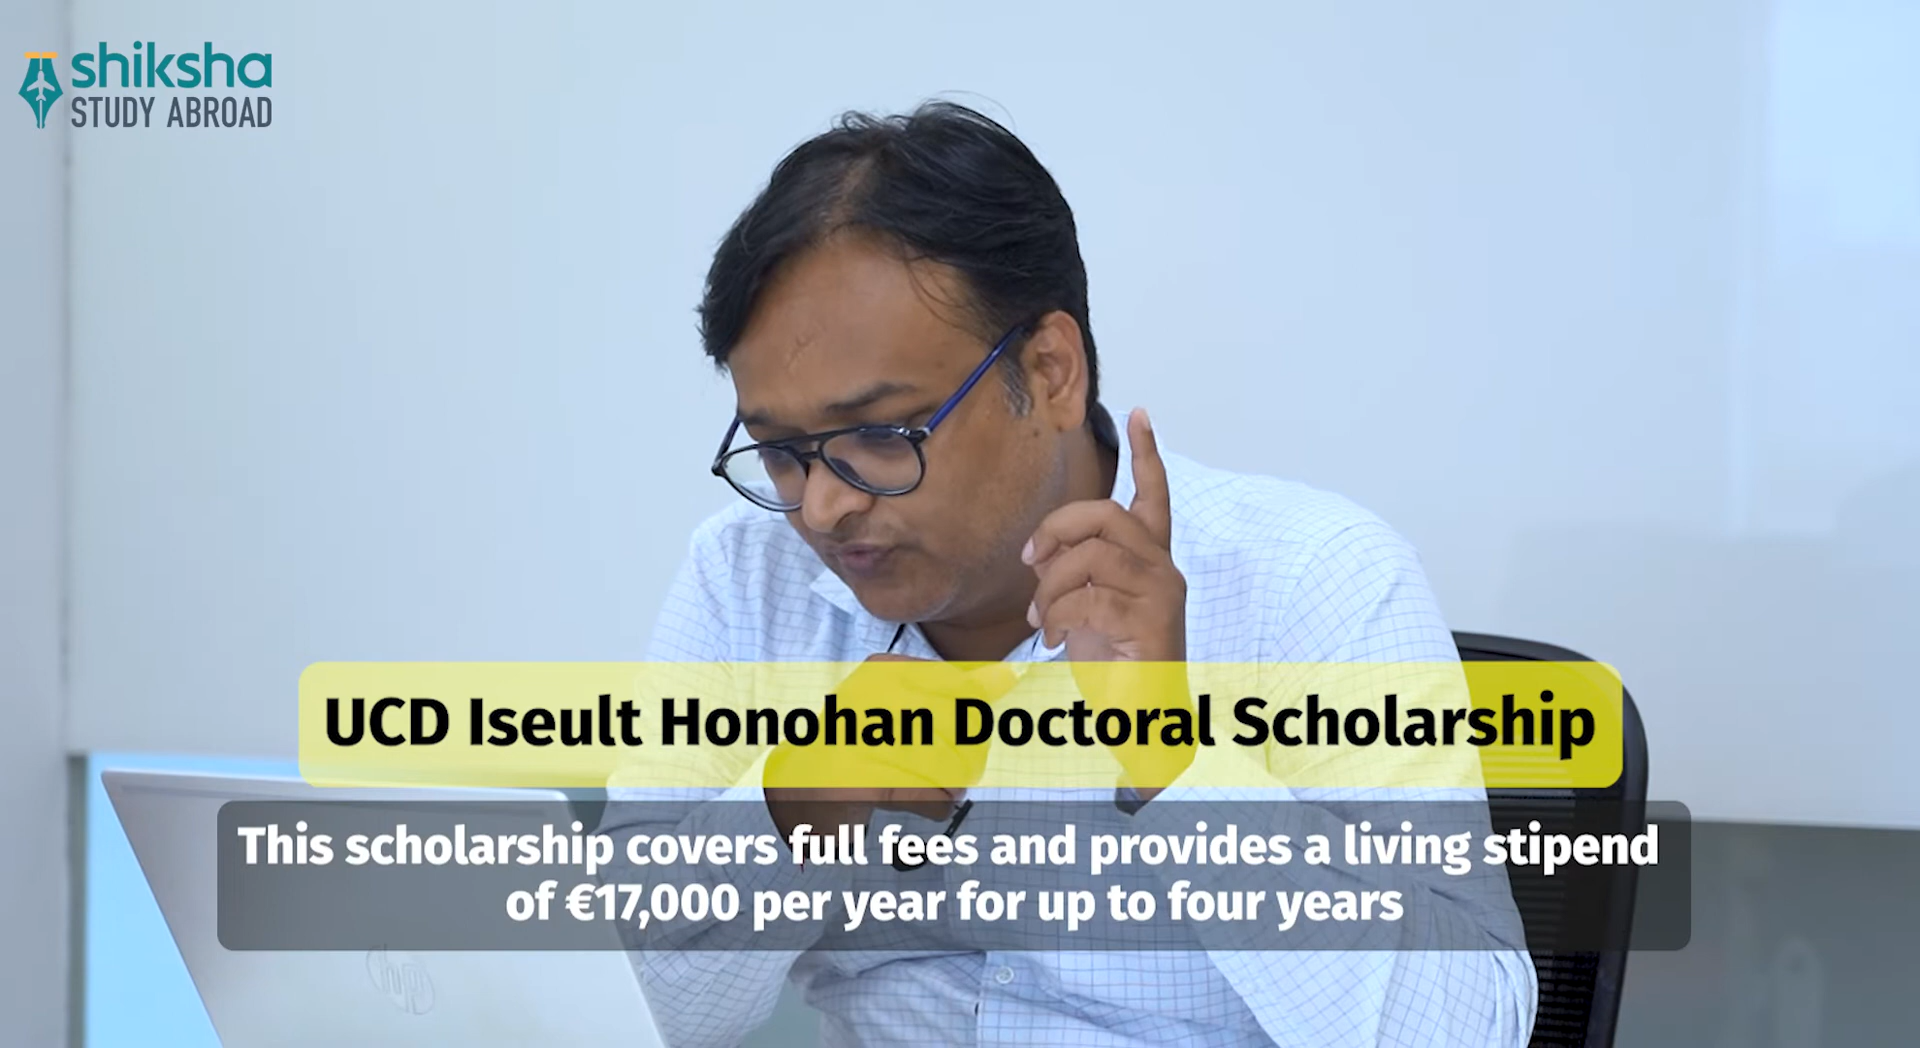 shiksha
STUDY ABROAD
UCD Iseult Honohan Doctoral Scholarship
This scholarship covers full fees and provides a living stipend
of €17,000 per year for up to four years
hp